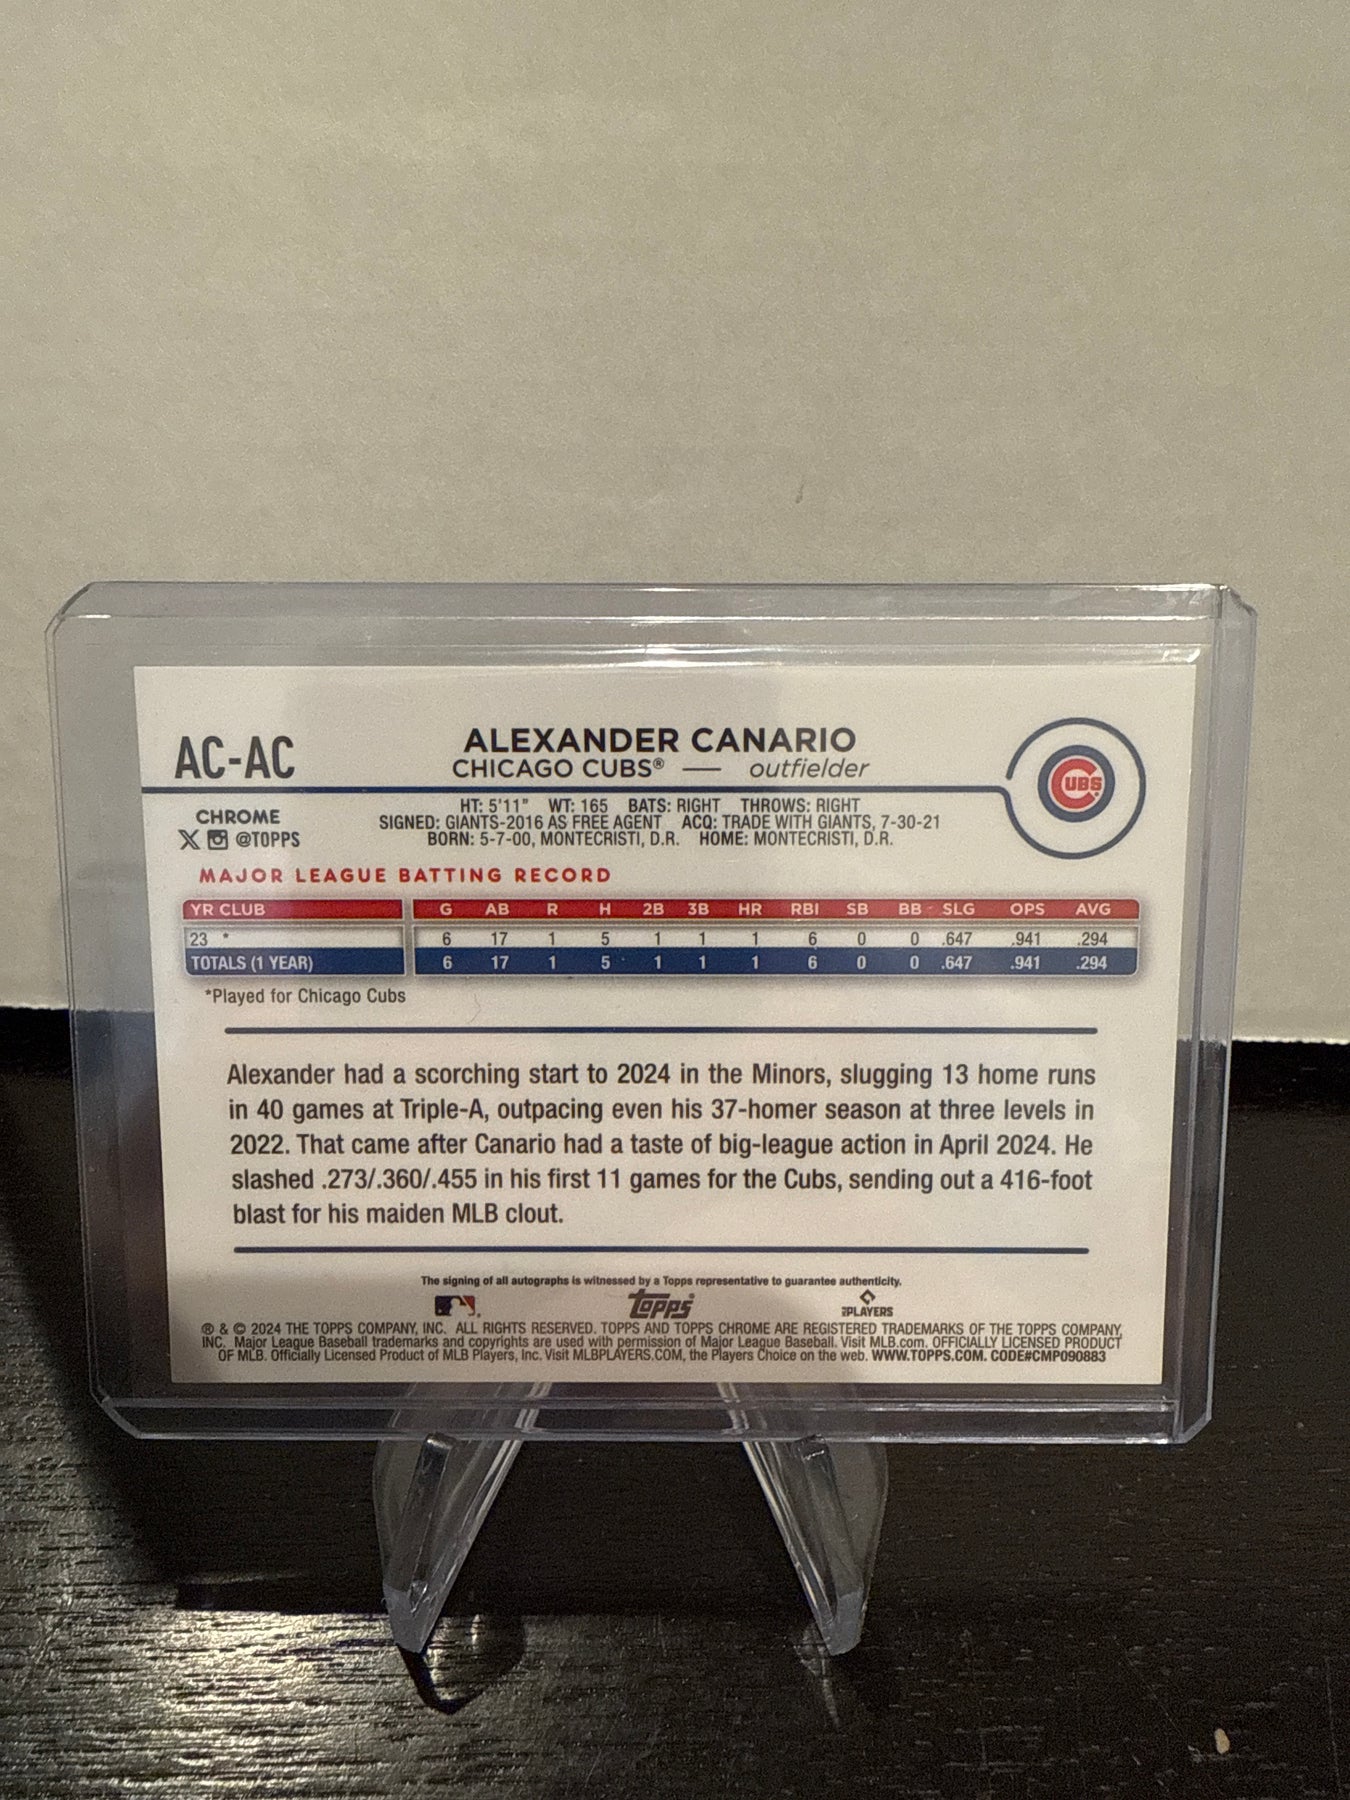 AC-AC
ALEXANDER CANARIO
CHICAGO CUBS® — outfielder
CUBS
CHROME
X @TOPPS
HT: 5'11" WT: 165 BATS: RIGHT THROWS: RIGHT
SIGNED: GIANTS-2016 AS FREE AGENT ACQ: TRADE WITH GIANTS, 7-30-21
BORN: 5-7-00, MONTECRISTI, D.R. HOME: MONTECRISTI, D.R.
MAJOR LEAGUE BATTING RECORD
YR CLUB G AB R H 2B 3B HR RBI SB BB SLG OPS AVG
23 * 6 17 1 5 1 1 1 6 0 0 .647 .941 .294
TOTALS (1 YEAR) 6 17 1 5 1 1 1 6 0 0 .647 .941 .294
*Played for Chicago Cubs
Alexander had a scorching start to 2024 in the Minors, slugging 13 home runs
in 40 games at Triple-A, outpacing even his 37-homer season at three levels in
2022. That came after Canario had a taste of big-league action in April 2024. He
slashed .273/.360/.455 in his first 11 games for the Cubs, sending out a 416-foot
blast for his maiden MLB clout.
The signing of all autographs is witnessed by a Topps representative to guarantee authenticity.
Topps
PLAYERS
® & © 2024 THE TOPPS COMPANY, INC. ALL RIGHTS RESERVED. TOPPS AND TOPPS CHROME ARE REGISTERED TRADEMARKS OF THE TOPPS COMPANY,
INC. Major League Baseball trademarks and copyrights are used with permission of Major League Baseball. Visit MLB.com. OFFICIALLY LICENSED PRODUCT
OF MLB. Officially Licensed Product of MLB Players, Inc. Visit MLBPLAYERS.COM, the Players Choice on the web. WWW.TOPPS.COM. CODE#CMP090883